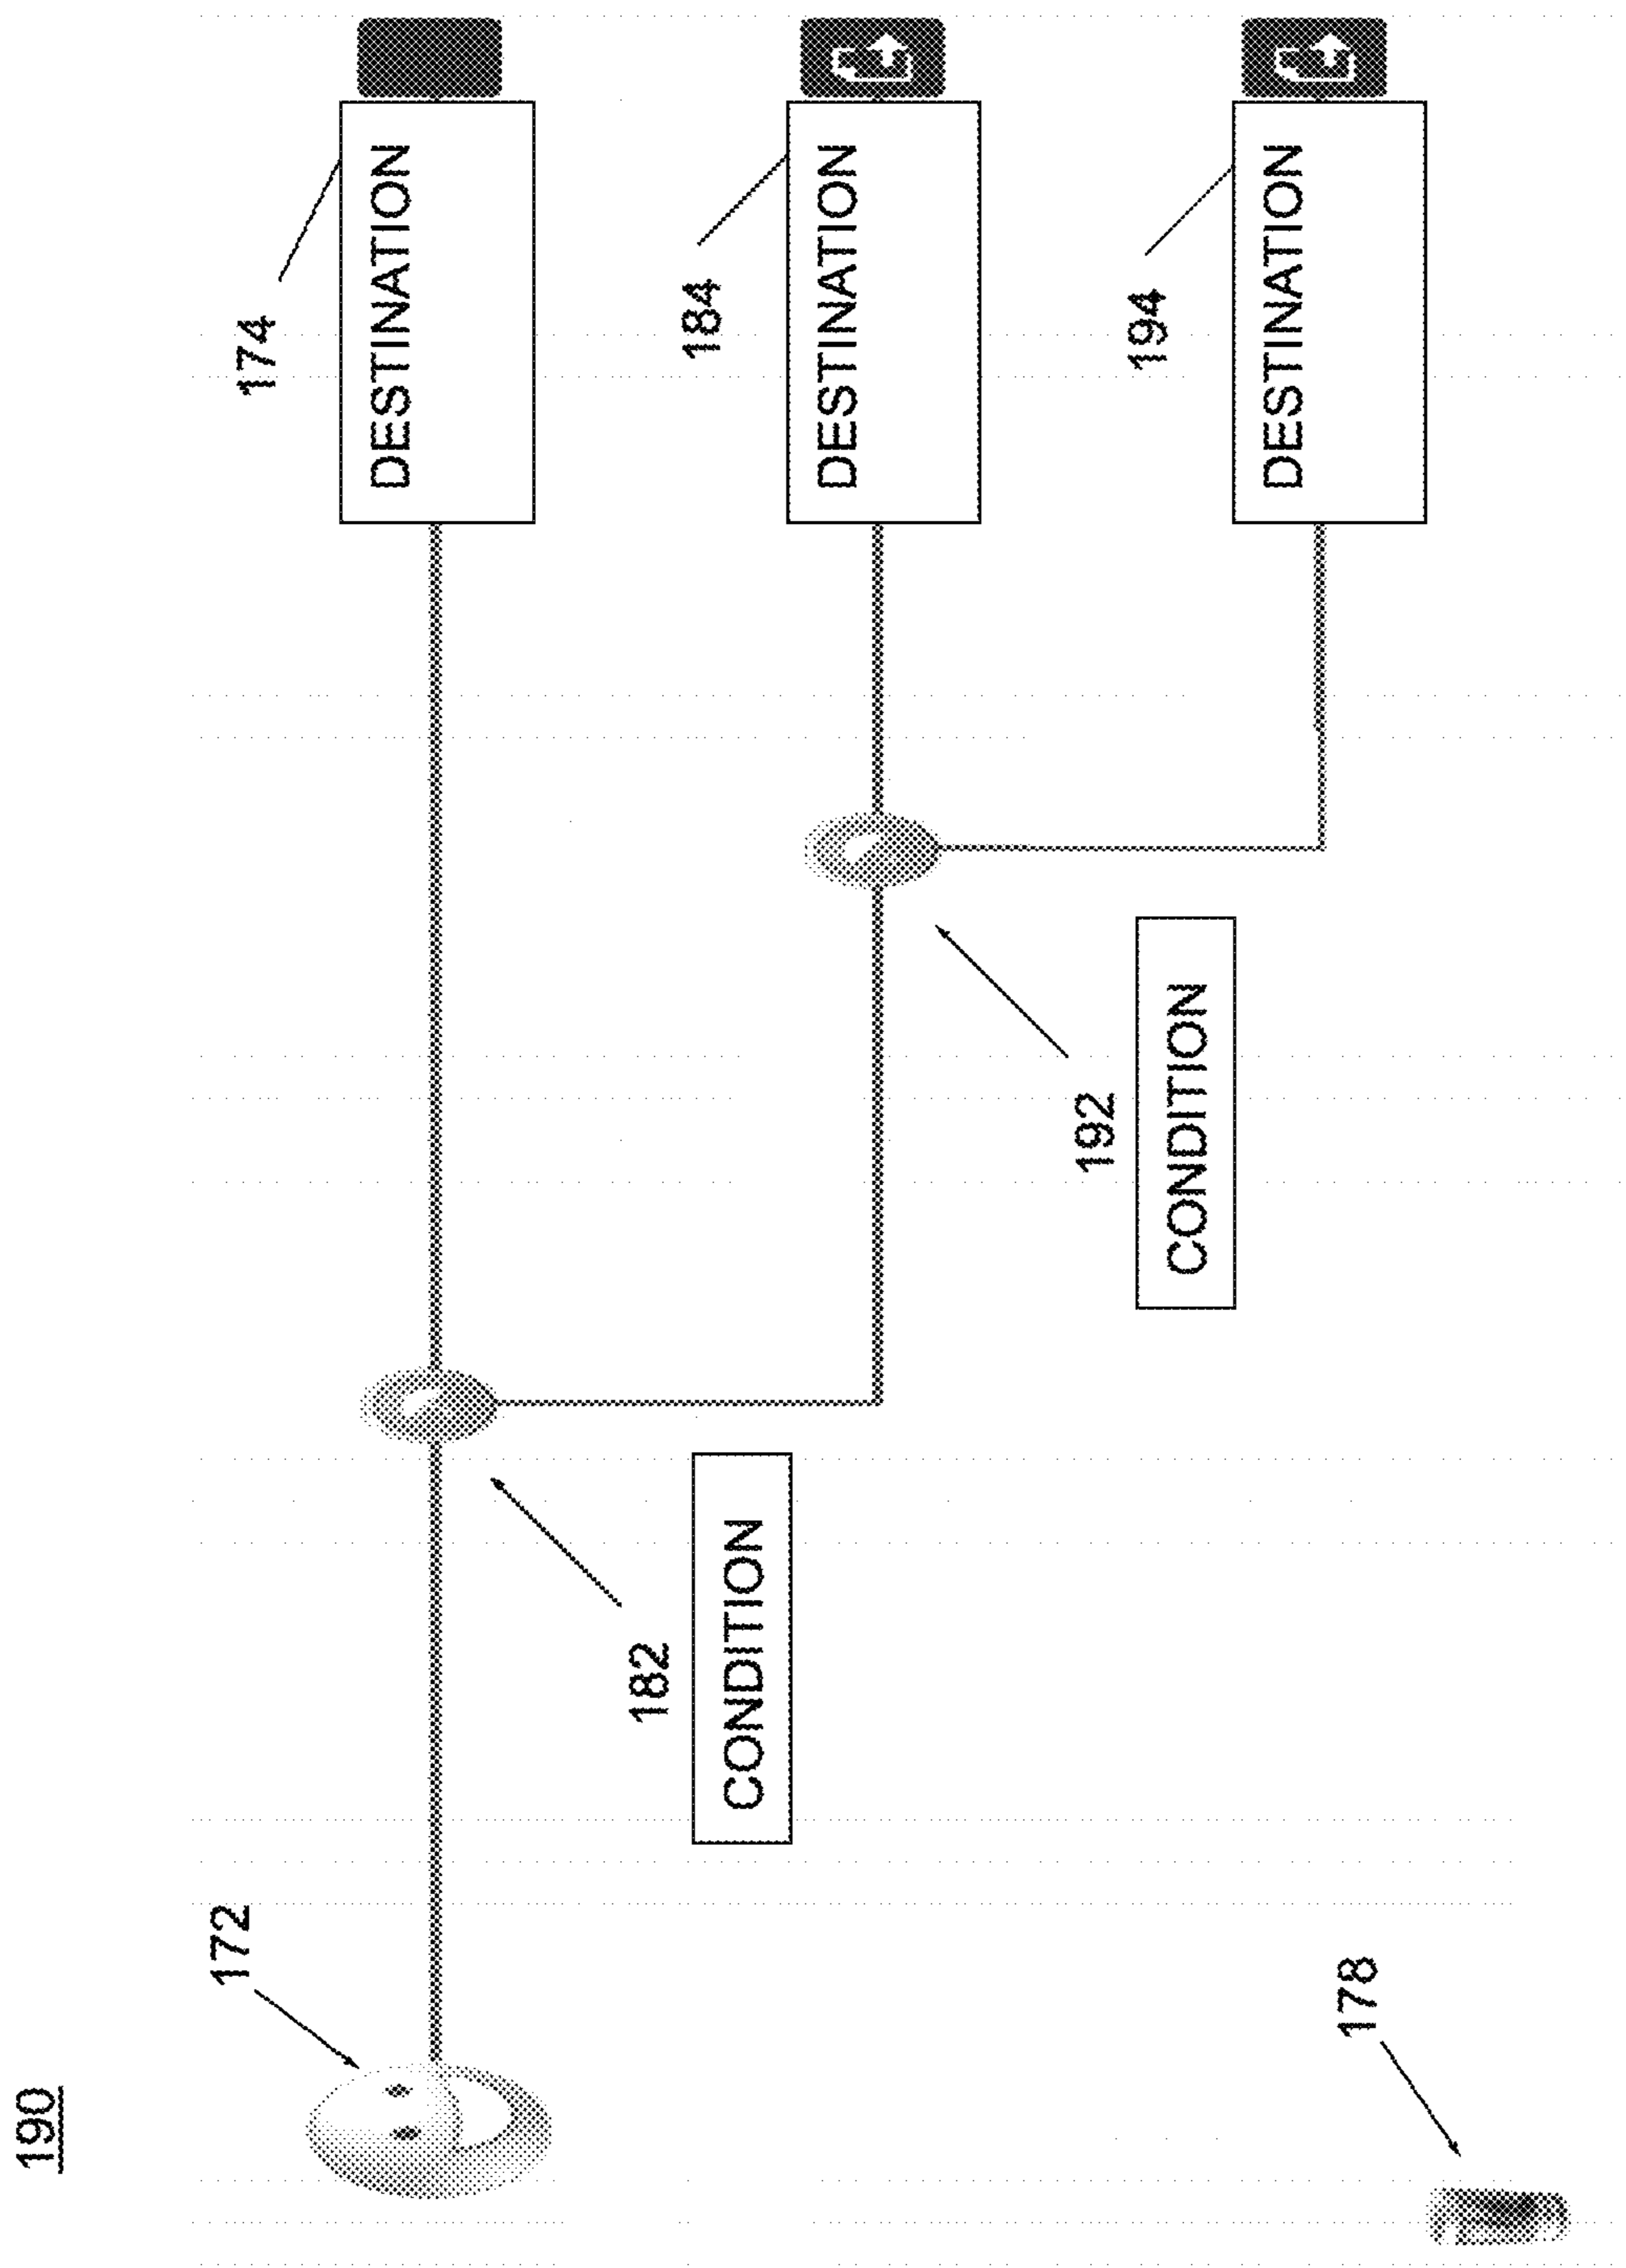 190
172
174
DESTINATION
182
CONDITION
184
DESTINATION
192
CONDITION
194
DESTINATION
178